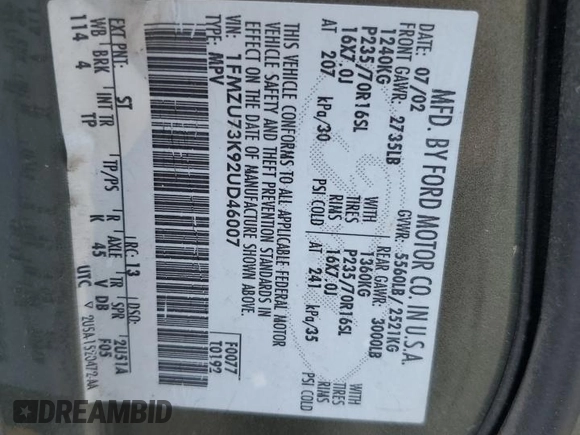 MFD. BY FORD MOTOR CO. IN U.S.A.
DATE: 07/02 GVWR: 5560LB / 2521KG
FRONT GAWR: 2735LB REAR GAWR: 3000LB
1240KG WITH 1360KG WITH
P235/70R16SL TIRES P235/70R16SL TIRES
16X7.0J RIMS 16X7.0J RIMS
AT 207 kPa/30 PSI COLD AT 241 kPa/35 PSI COLD
THIS VEHICLE CONFORMS TO ALL APPLICABLE FEDERAL MOTOR
VEHICLE SAFETY AND THEFT PREVENTION STANDARDS IN
EFFECT ON THE DATE OF MANUFACTURE SHOWN ABOVE.
VIN: 1FMZU73K92UD46007 F0077
TYPE: MPV T0192
EXT PNT: ST RC: 13 DSO:
WB BRK INT TR TP/PS R AXLE TR SPR 2U51A
114 4 TP K 45 V DB F05
UTC ▽ 2U5A-1520472-AA
DREAMBID